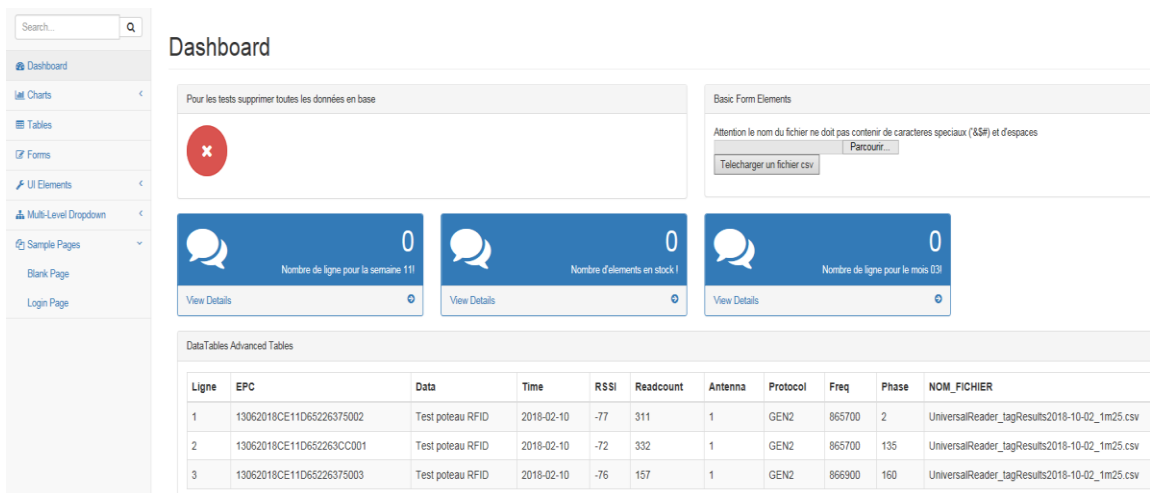 Search...
Dashboard
Charts
Tables
Forms
UI Elements
Multi-Level Dropdown
Sample Pages
Blank Page
Login Page
Dashboard
Pour les tests supprimer toutes les données en base
Basic Form Elements
Attention le nom du fichier ne doit pas contenir de caracteres speciaux ('&$#) et d'espaces
Parcourir...
Telecharger un fichier csv
0
Nombre de ligne pour la semaine 11!
View Details
0
Nombre d'elements en stock !
View Details
0
Nombre de ligne pour le mois 03!
View Details
DataTables Advanced Tables
Ligne EPC Data Time RSSI Readcount Antenna Protocol Freq Phase NOM_FICHIER
1 13062018CE11D65226375002 Test poteau RFID 2018-02-10 -77 311 1 GEN2 865700 2 UniversalReader_tagResults2018-10-02_1m25.csv
2 13062018CE11D652263CC001 Test poteau RFID 2018-02-10 -72 332 1 GEN2 865700 135 UniversalReader_tagResults2018-10-02_1m25.csv
3 13062018CE11D65226375003 Test poteau RFID 2018-02-10 -76 157 1 GEN2 866900 160 UniversalReader_tagResults2018-10-02_1m25.csv